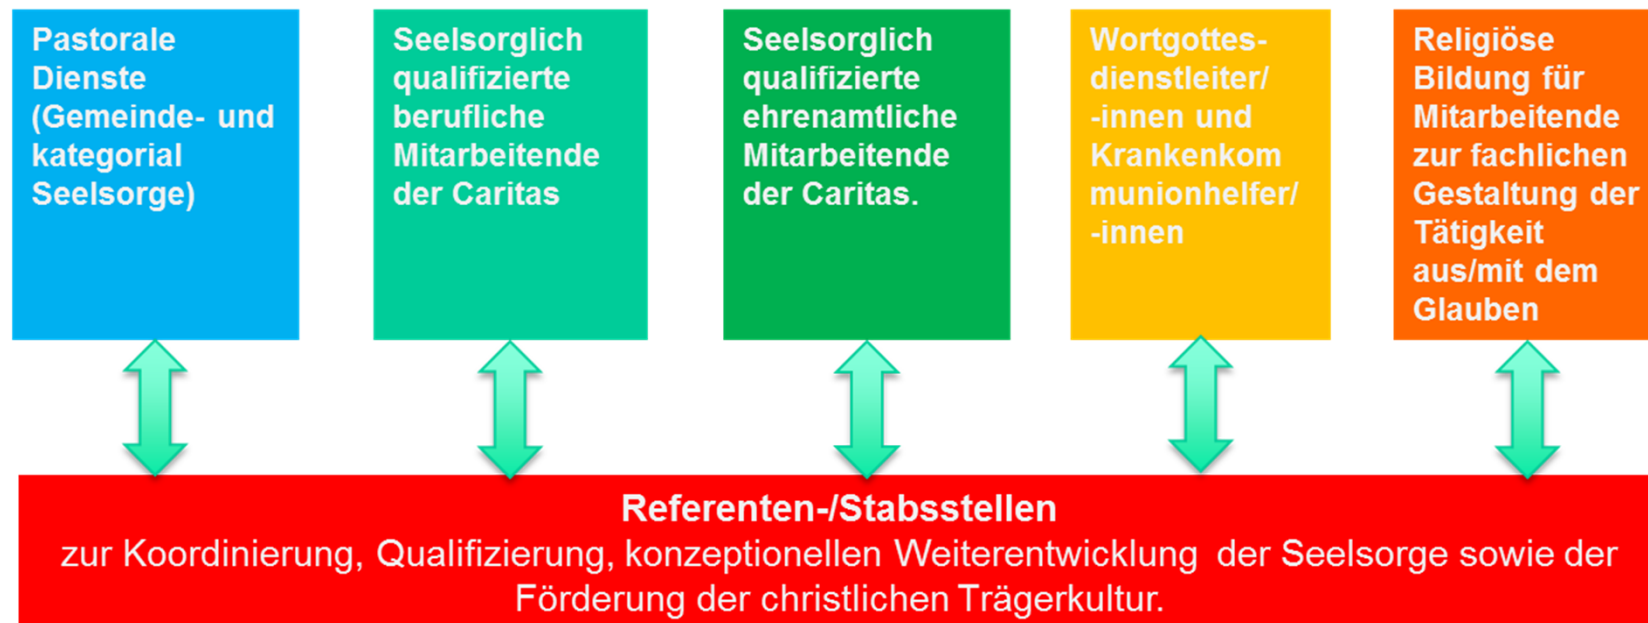 Pastorale
Dienste
(Gemeinde- und
kategorial
Seelsorge)
Seelsorglich
qualifizierte
berufliche
Mitarbeitende
der Caritas
Seelsorglich
qualifizierte
ehrenamtliche
Mitarbeitende
der Caritas.
Wortgottes-
dienstleiter/
-innen und
Krankenkom
munionhelfer/
-innen
Religiöse
Bildung für
Mitarbeitende
zur fachlichen
Gestaltung der
Tätigkeit
aus/mit dem
Glauben
Referenten-/Stabsstellen
zur Koordinierung, Qualifizierung, konzeptionellen Weiterentwicklung der Seelsorge sowie der
Förderung der christlichen Trägerkultur.